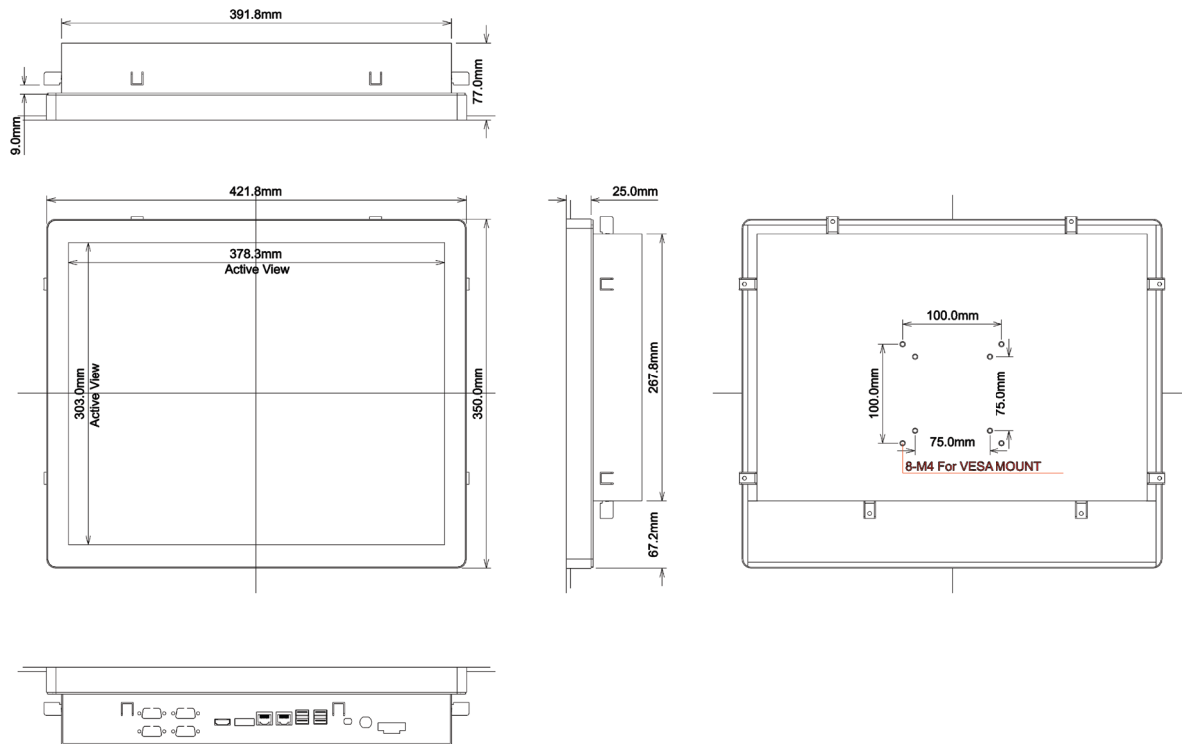 391.8mm
77.0mm
9.0mm
421.8mm
25.0mm
378.3mm
Active View
303.0mm
Active View
350.0mm
267.8mm
67.2mm
100.0mm
100.0mm
75.0mm
75.0mm
8-M4 For VESA MOUNT